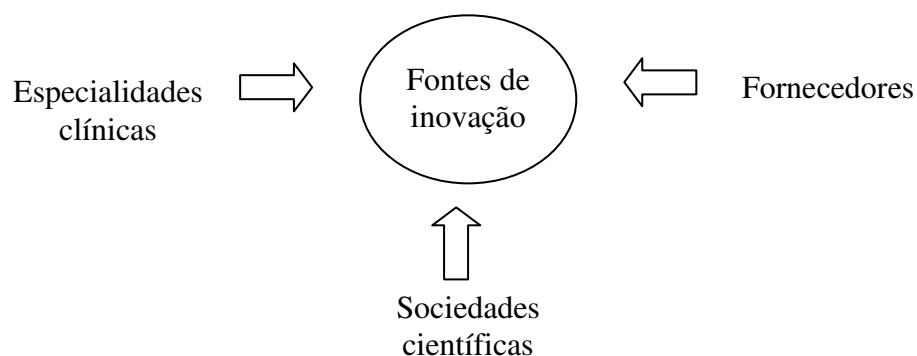 Especialidades
clínicas
Fontes de
inovação
Fornecedores
Sociedades
científicas